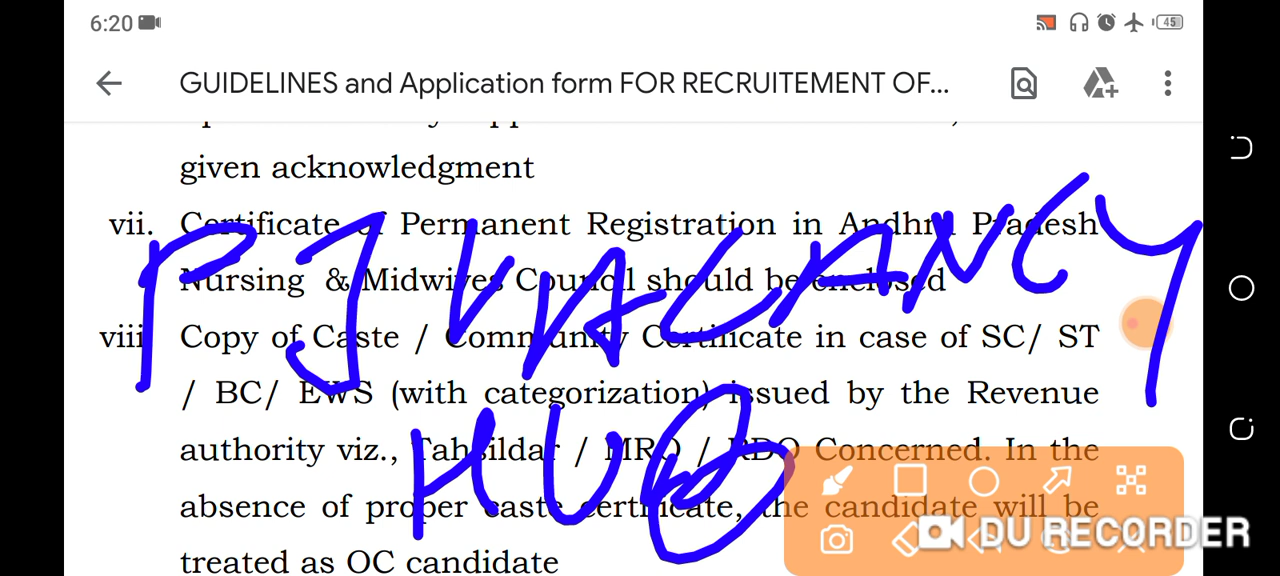 6:20
45
GUIDELINES and Application form FOR RECRUITEMENT OF...
given acknowledgment
vii. Certificate of Permanent Registration in Andhra Pradesh
Nursing & Midwives Council should be enclosed
viii. Copy of Caste / Community Certificate in case of SC/ ST
/ BC/ EWS (with categorization) issued by the Revenue
authority viz., Tahsildar / MRO / RDO Concerned. In the
absence of proper caste certificate, the candidate will be
treated as OC candidate
PJ VACANCY
HUB
DU RECORDER